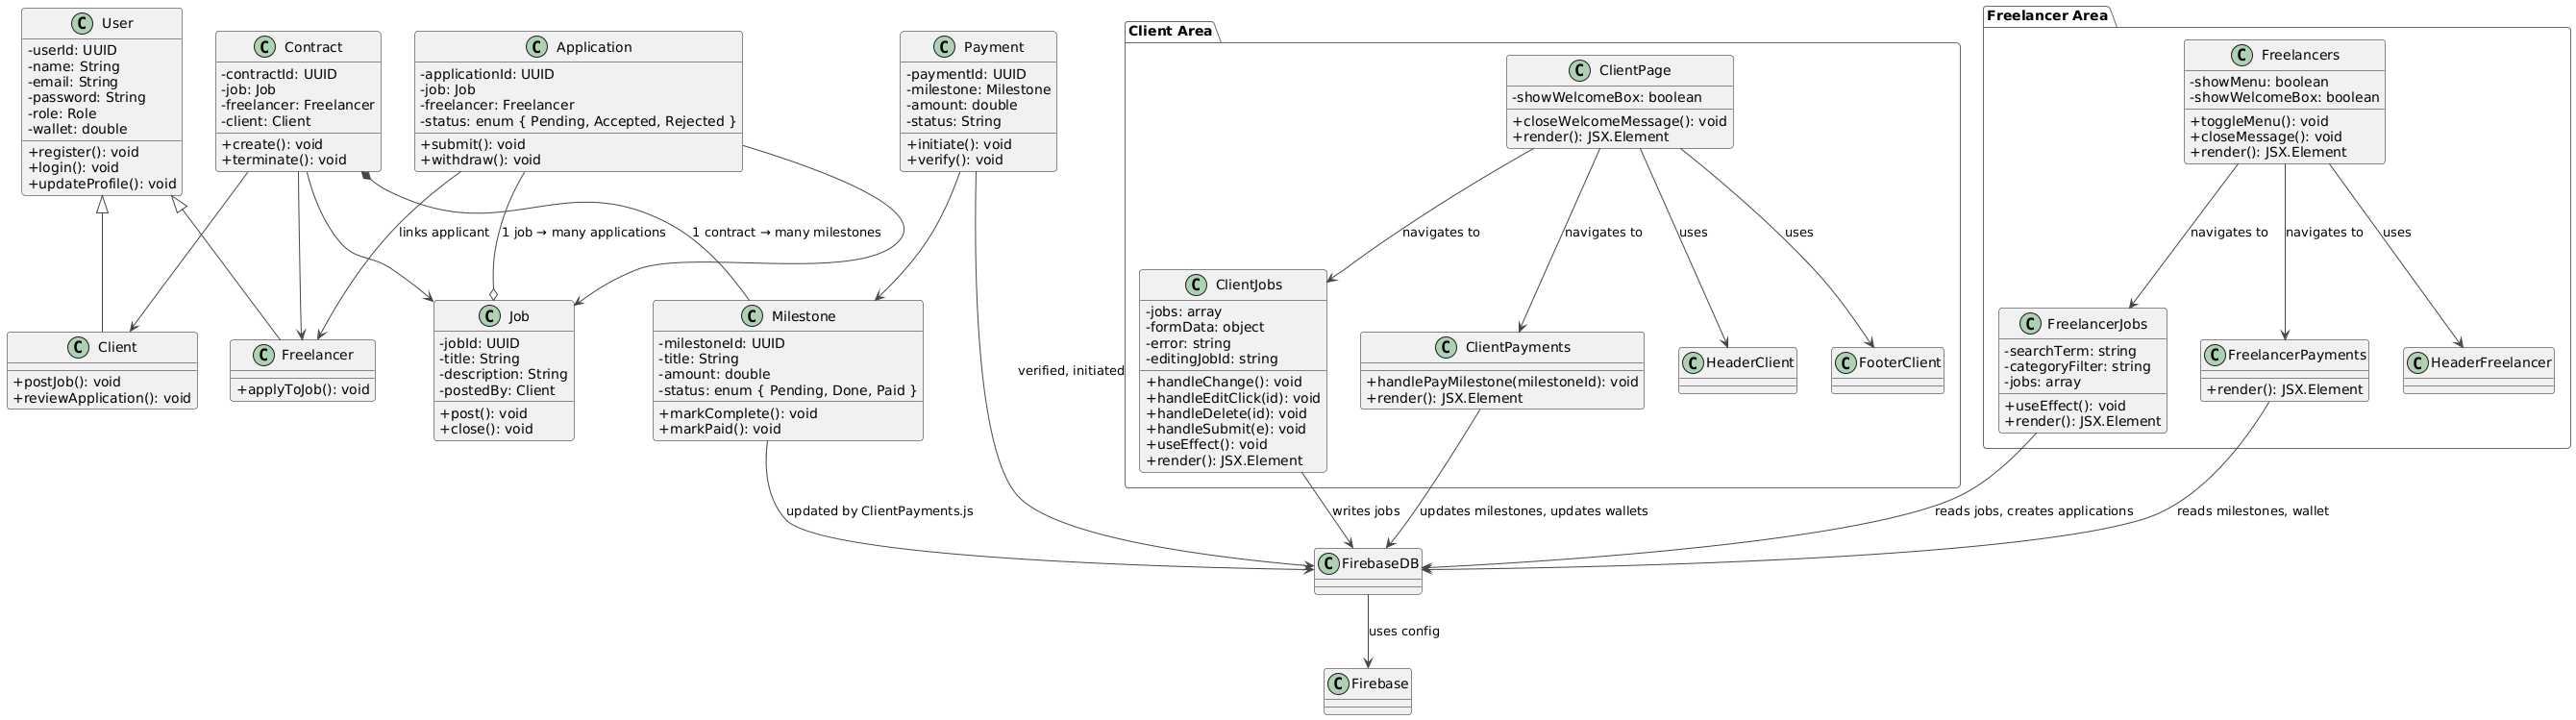 User
-userId: UUID
-name: String
-email: String
-password: String
-role: Role
-wallet: double
+register(): void
+login(): void
+updateProfile(): void
C Contract
-contractId: UUID
-job: Job
-freelancer: Freelancer
-client: Client
+create(): void
+terminate(): void
C Application
-applicationId: UUID
-job: Job
-freelancer: Freelancer
-status: enum { Pending, Accepted, Rejected }
+submit(): void
+withdraw(): void
C Payment
-paymentId: UUID
-milestone: Milestone
-amount: double
-status: String
+initiate(): void
+verify(): void
Client Area
C ClientPage
-showWelcomeBox: boolean
+closeWelcomeMessage(): void
+render(): JSX.Element
Freelancer Area
C Freelancers
-showMenu: boolean
-showWelcomeBox: boolean
+toggleMenu(): void
+closeMessage(): void
+render(): JSX.Element
links applicant
1 job → many applications
1 contract → many milestones
navigates to
navigates to
uses
uses
navigates to
navigates to
uses
C Client
+postJob(): void
+reviewApplication(): void
C Freelancer
+applyToJob(): void
C Job
-jobId: UUID
-title: String
-description: String
-postedBy: Client
+post(): void
+close(): void
C Milestone
-milestoneId: UUID
-title: String
-amount: double
-status: enum { Pending, Done, Paid }
+markComplete(): void
+markPaid(): void
verified, initiated
C ClientJobs
-jobs: array
-formData: object
-error: string
-editingJobId: string
+handleChange(): void
+handleEditClick(id): void
+handleDelete(id): void
+handleSubmit(e): void
+useEffect(): void
+render(): JSX.Element
C ClientPayments
+handlePayMilestone(milestoneId): void
+render(): JSX.Element
C HeaderClient
C FooterClient
C FreelancerJobs
-searchTerm: string
-categoryFilter: string
-jobs: array
+useEffect(): void
+render(): JSX.Element
C FreelancerPayments
+render(): JSX.Element
C HeaderFreelancer
updated by ClientPayments.js
writes jobs
updates milestones, updates wallets
reads jobs, creates applications
reads milestones, wallet
C FirebaseDB
uses config
C Firebase